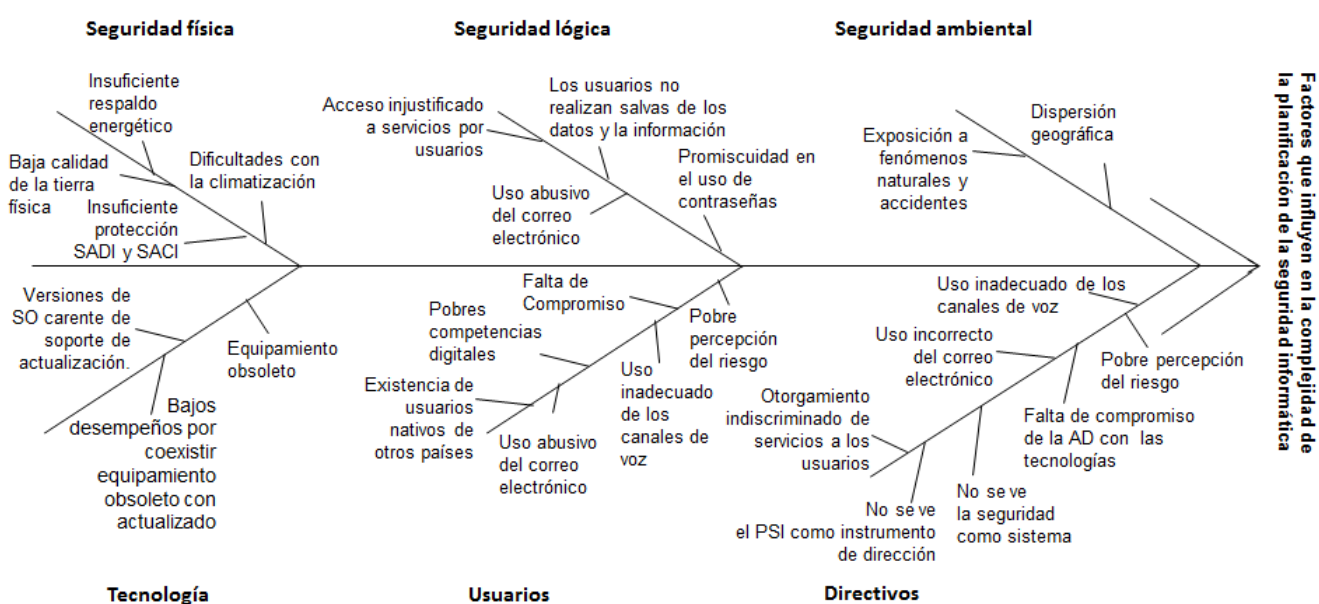 Seguridad física
Seguridad lógica
Seguridad ambiental
Insuficiente
respaldo
energético
Baja calidad
de la tierra
física
Dificultades con
la climatización
Insuficiente
protección
SADI y SACI
Acceso injustificado
a servicios por
usuarios
Los usuarios no
realizan salvas de los
datos y la información
Uso abusivo
del correo
electrónico
Promiscuidad en
el uso de
contraseñas
Exposición a
fenómenos
naturales y
accidentes
Dispersión
geográfica
Factores que influyen en la complejidad de
la planificación de la seguridad informática
Versiones de
SO carente de
soporte de
actualización.
Equipamiento
obsoleto
Bajos
desempeños por
coexistir
equipamiento
obsoleto con
actualizado
Falta de
Compromiso
Pobres
competencias
digitales
Pobre
percepción
del riesgo
Existencia de
usuarios
nativos de
otros países
Uso
inadecuado
de los
canales de
voz
Uso abusivo
del correo
electrónico
Uso inadecuado de los
canales de voz
Uso incorrecto
del correo
electrónico
Pobre percepción
del riesgo
Otorgamiento
indiscriminado de
servicios a los
usuarios
Falta de compromiso
de la AD con las
tecnologías
No se ve
el PSI como instrumento
de dirección
No se ve
la seguridad
como sistema
Tecnología
Usuarios
Directivos